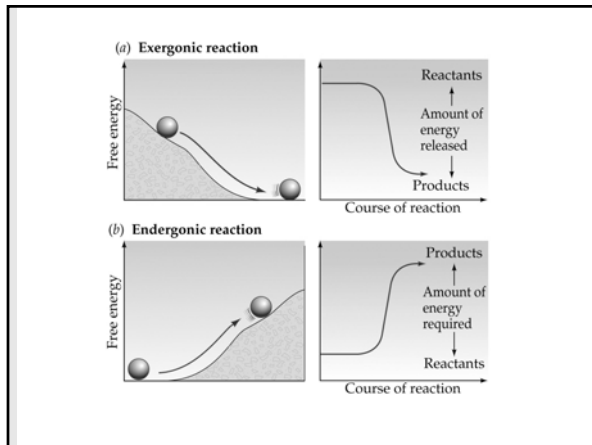 (a) Exergonic reaction
Free energy
Reactants
Amount of
energy
released
Products
Course of reaction
(b) Endergonic reaction
Free energy
Products
Amount of
energy
required
Reactants
Course of reaction